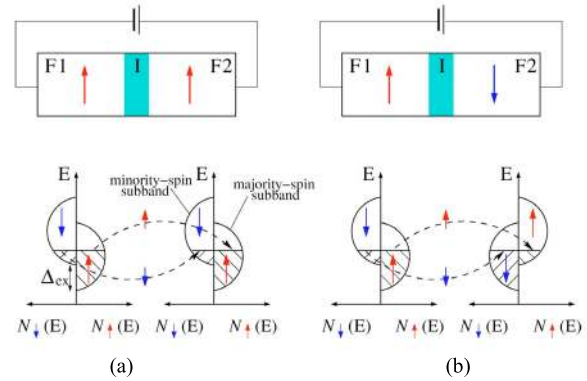 F1 I F2
F1 I F2
E
minority-spin
subband
E
majority-spin
subband
Δex
N↓(E) N↑(E) N↓(E) N↑(E)
E
E
N↓(E) N↑(E) N↓(E) N↑(E)
(a)
(b)